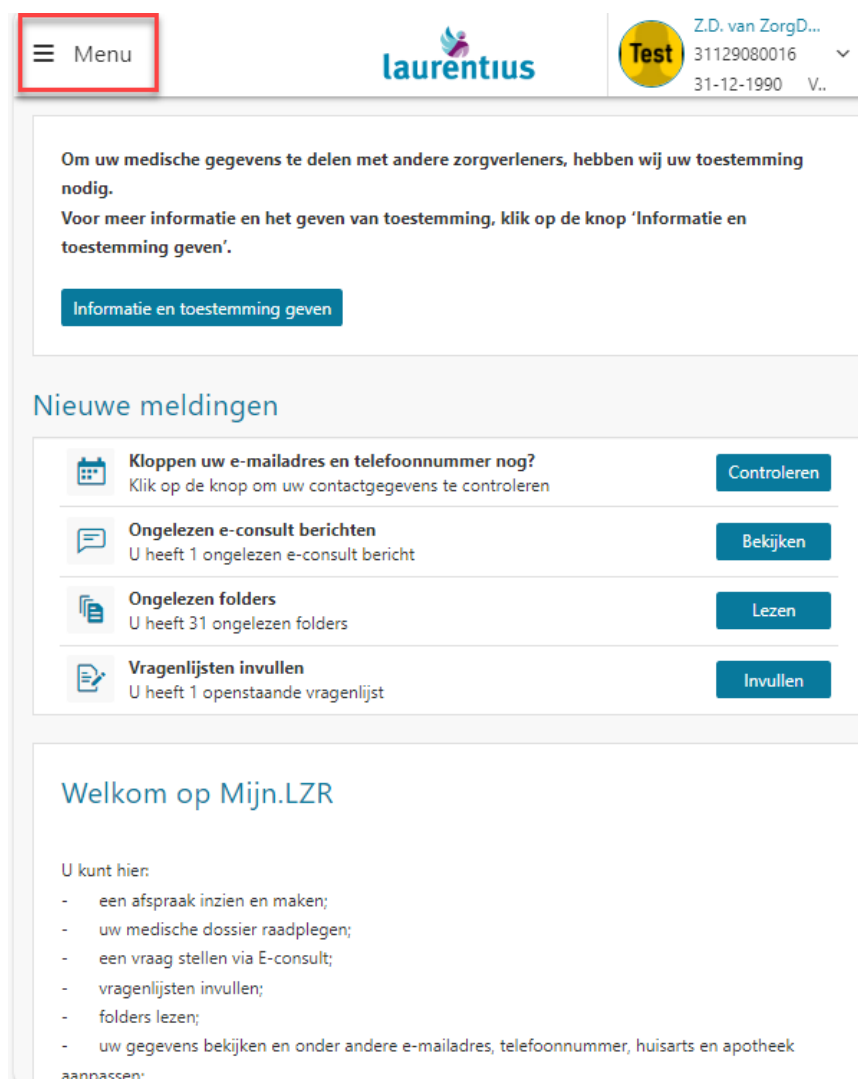 Menu
laurentius
Test
Z.D. van ZorgD...
31129080016
31-12-1990 V..
Om uw medische gegevens te delen met andere zorgverleners, hebben wij uw toestemming
nodig.
Voor meer informatie en het geven van toestemming, klik op de knop ‘Informatie en
toestemming geven’.
Informatie en toestemming geven
Nieuwe meldingen
Kloppen uw e-mailadres en telefoonnummer nog?
Klik op de knop om uw contactgegevens te controleren
Controleren
Ongelezen e-consult berichten
U heeft 1 ongelezen e-consult bericht
Bekijken
Ongelezen folders
U heeft 31 ongelezen folders
Lezen
Vragenlijsten invullen
U heeft 1 openstaande vragenlijst
Invullen
Welkom op Mijn.LZR
U kunt hier:
- een afspraak inzien en maken;
- uw medische dossier raadplegen;
- een vraag stellen via E-consult;
- vragenlijsten invullen;
- folders lezen;
- uw gegevens bekijken en onder andere e-mailadres, telefoonnummer, huisarts en apotheek
aanpassen;